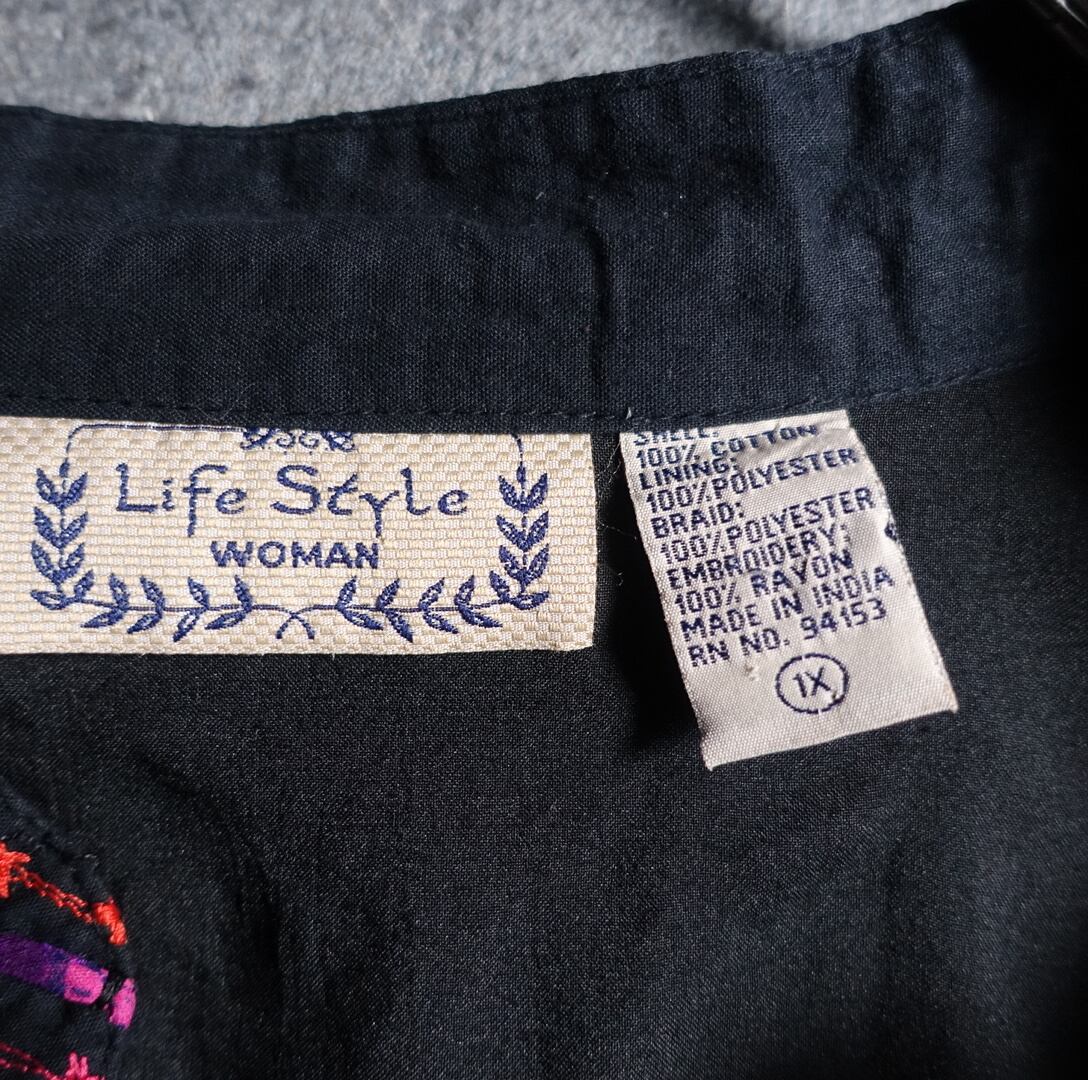 Life Style
WOMAN
SHELL:
100% COTTON
LINING:
100% POLYESTER
BRAID:
100% POLYESTER
EMBROIDERY:
100% RAYON
MADE IN INDIA
RN NO. 94153
1X